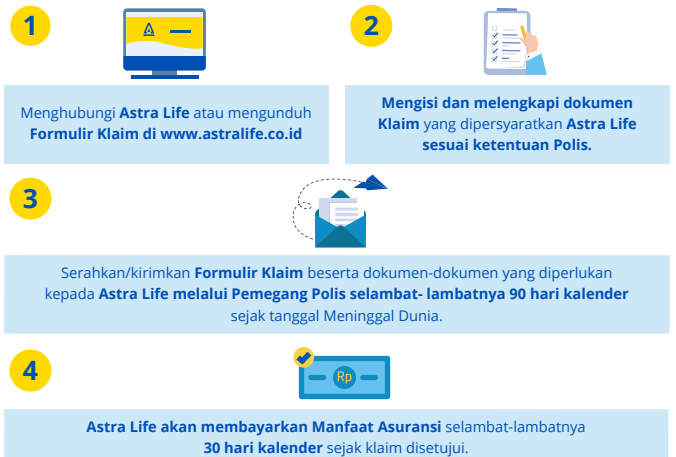 1
Menghubungi Astra Life atau mengunduh
Formulir Klaim di www.astralife.co.id
2
Mengisi dan melengkapi dokumen
Klaim yang dipersyaratkan Astra Life
sesuai ketentuan Polis.
3
Serahkan/kirimkan Formulir Klaim beserta dokumen-dokumen yang diperlukan
kepada Astra Life melalui Pemegang Polis selambat- lambatnya 90 hari kalender
sejak tanggal Meninggal Dunia.
4
Rp
Astra Life akan membayarkan Manfaat Asuransi selambat-lambatnya
30 hari kalender sejak klaim disetujui.